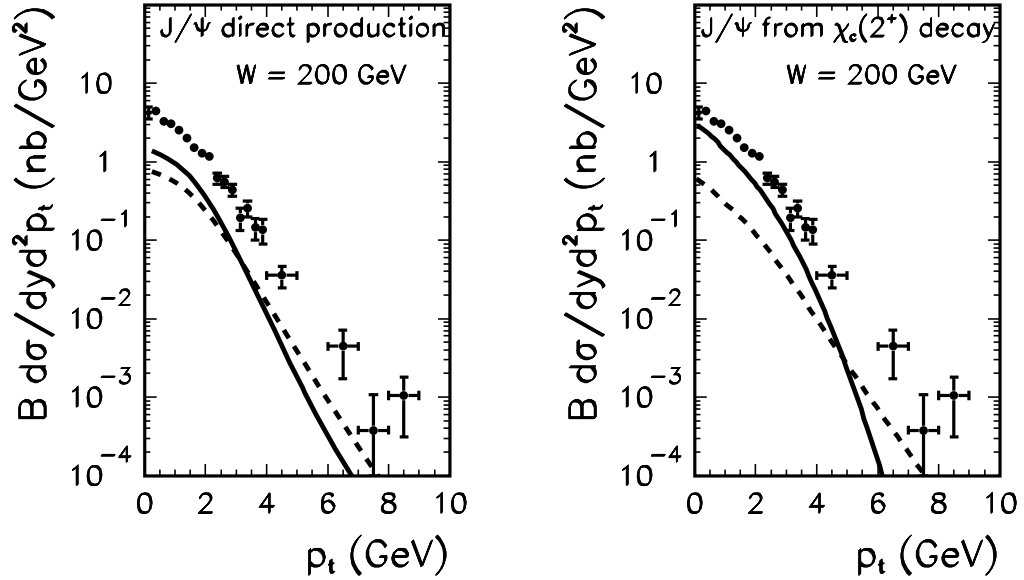 J/Ψ direct production
W = 200 GeV
B dσ/dyd²pₜ (nb/GeV²)
10
1
10⁻¹
10⁻²
10⁻³
10⁻⁴
0 2 4 6 8 10
pₜ (GeV)
J/Ψ from χ𝒸(2⁺) decay
W = 200 GeV
B dσ/dyd²pₜ (nb/GeV²)
10
1
10⁻¹
10⁻²
10⁻³
10⁻⁴
0 2 4 6 8 10
pₜ (GeV)